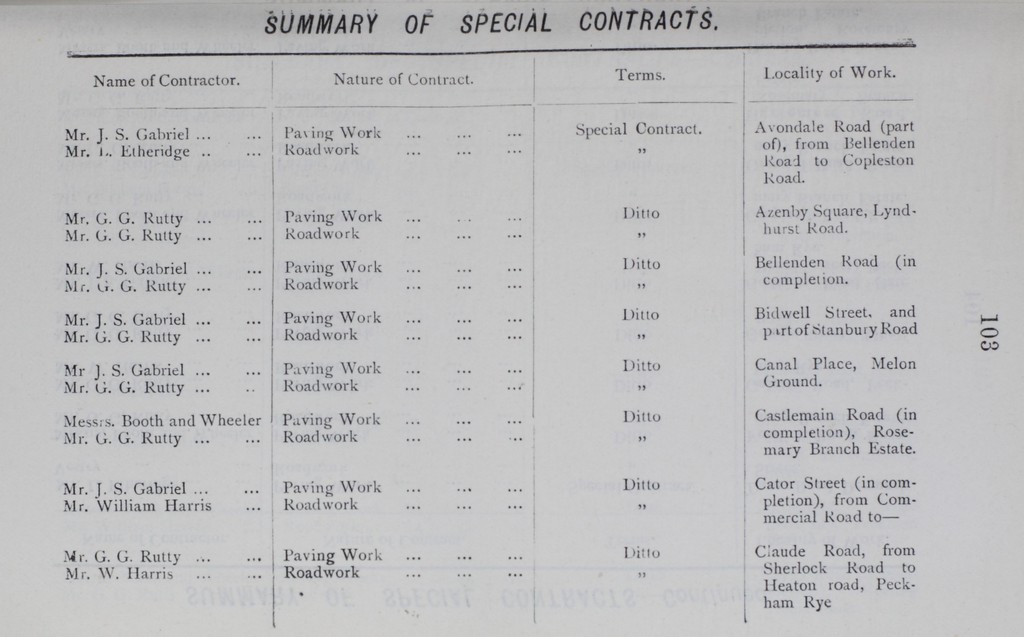 SUMMARY OF SPECIAL CONTRACTS.
Name of Contractor. Nature of Contract. Terms. Locality of Work.
Mr. J. S. Gabriel ... ... Paving Work ... ... ... Special Contract. Avondale Road (part
Mr. L. Etheridge .. ... Roadwork ... ... ... „ of), from Bellenden
Road to Copleston
Road.
Mr. G. G. Rutty ... ... Paving Work ... ... ... Ditto Azenby Square, Lynd-
Mr. G. G. Rutty ... ... Roadwork ... ... ... „ hurst Road.
Mr. J. S. Gabriel ... ... Paving Work ... ... ... Ditto Bellenden Road (in
Mr. G. G. Rutty ... ... Roadwork ... ... ... „ completion.
Mr. J. S. Gabriel ... ... Paving Work ... ... ... Ditto Bidwell Street, and
Mr. G. G. Rutty ... ... Roadwork ... ... ... „ part of Stanbury Road
Mr J. S. Gabriel ... ... Paving Work ... ... ... Ditto Canal Place, Melon
Mr. G. G. Rutty ... ... Roadwork ... ... ... „ Ground.
Messrs. Booth and Wheeler Paving Work ... ... ... Ditto Castlemain Road (in
Mr. G. G. Rutty ... ... Roadwork ... ... ... „ completion), Rose-
mary Branch Estate.
Mr. J. S. Gabriel ... ... Paving Work ... ... ... Ditto Cator Street (in com-
Mr. William Harris ... Roadwork ... ... ... „ pletion), from Com-
mercial Road to—
Mr. G. G. Rutty ... ... Paving Work ... ... ... Ditto Claude Road, from
Mr. W. Harris ... ... Roadwork ... ... ... „ Sherlock Road to
Heaton road, Peck-
ham Rye
103